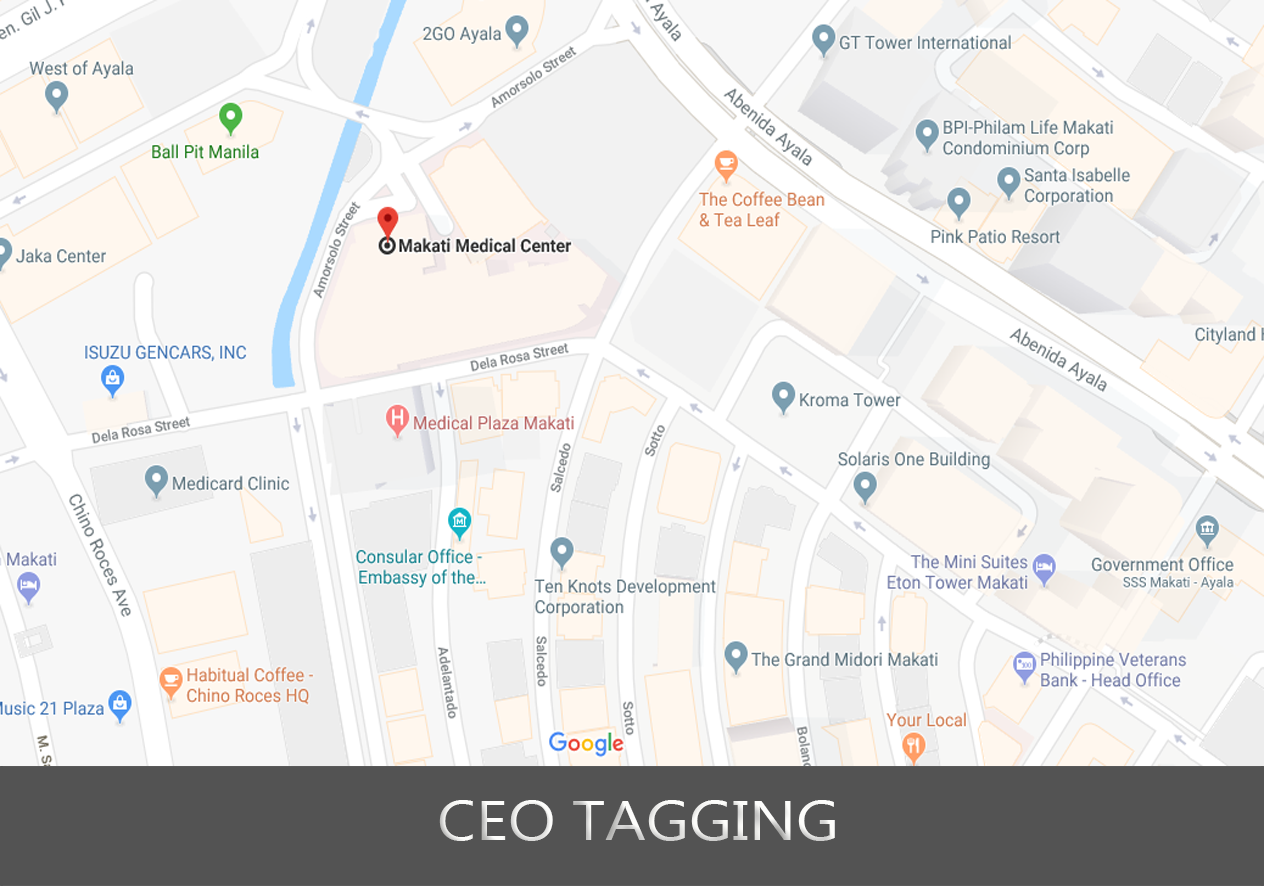 en. Gil J.
West of Ayala
2GO Ayala
Ayala
GT Tower International
Amorsolo Street
Abenida Ayala
Ball Pit Manila
BPI-Philam Life Makati
Condominium Corp
The Coffee Bean
& Tea Leaf
Santa Isabelle
Corporation
Pink Patio Resort
Jaka Center
Amorsolo Street
Makati Medical Center
ISUZU GENCARS, INC
Dela Rosa Street
Abenida Ayala
Cityland
Kroma Tower
Dela Rosa Street
H
Medical Plaza Makati
Salcedo
Sotto
Solaris One Building
Medicard Clinic
Chino Roces Ave
Makati
Consular Office -
Embassy of the...
Ten Knots Development
Corporation
The Mini Suites
Eton Tower Makati
Government Office
SSS Makati - Ayala
Habitual Coffee -
Chino Roces HQ
Adelantado
Salcedo
The Grand Midori Makati
Philippine Veterans
Bank - Head Office
Music 21 Plaza
M. Sa
Sotto
Google
Bolano
Your Local
CEO TAGGING